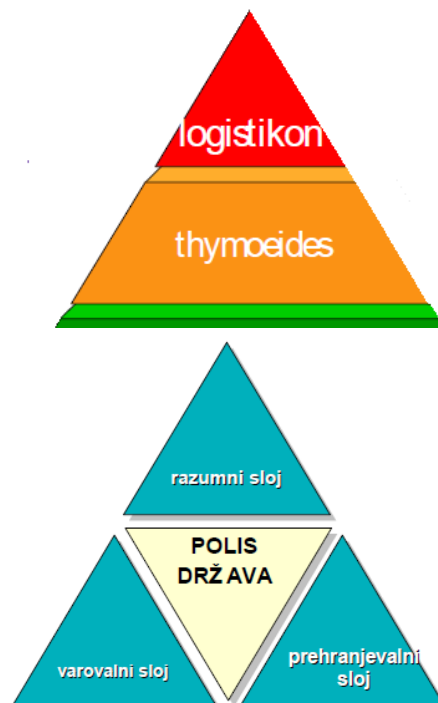 logistikon
thymoeides
razumni sloj
POLIS
DRŽAVA
varovalni sloj
prehranjevalni
sloj